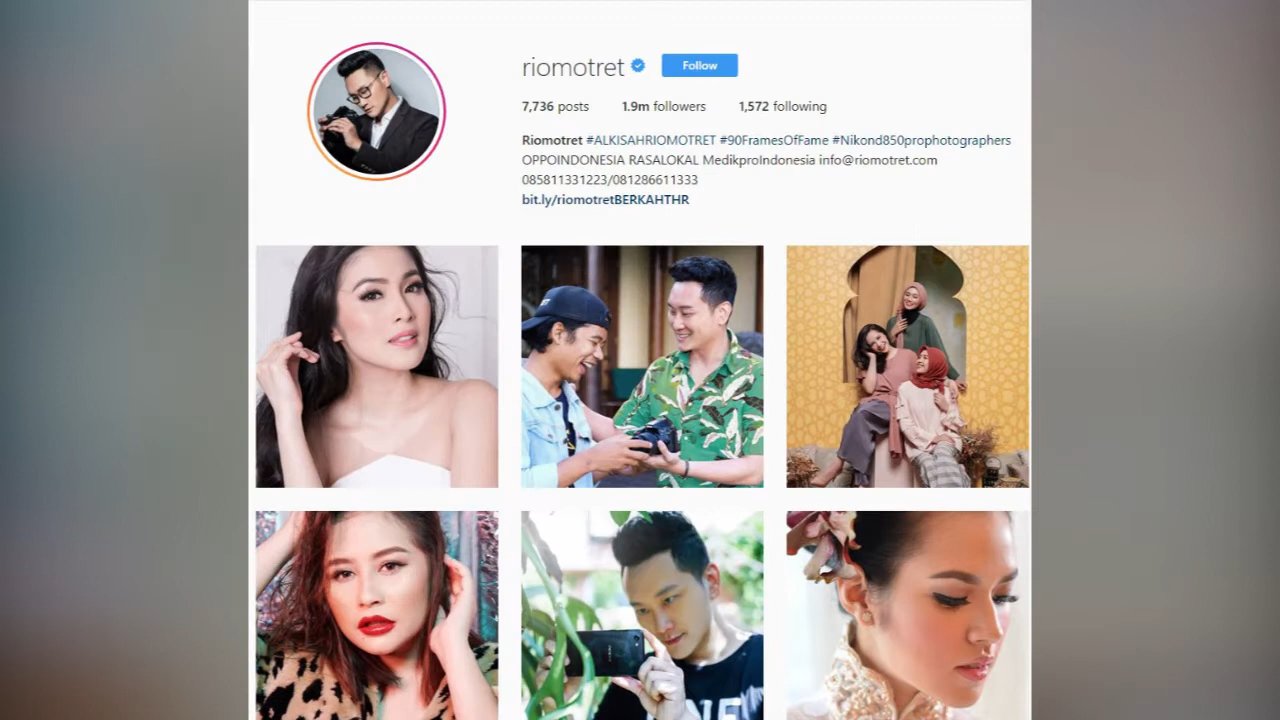 riomotret Follow
7,736 posts 1.9m followers 1,572 following
Riomotret #ALKISAHRIOMOTRET #90FramesOfFame #Nikond850prophotographers
OPPOINDONESIA RASALOKAL MedikproIndonesia info@riomotret.com
085811331223/081286611333
bit.ly/riomotretBERKAHTHR